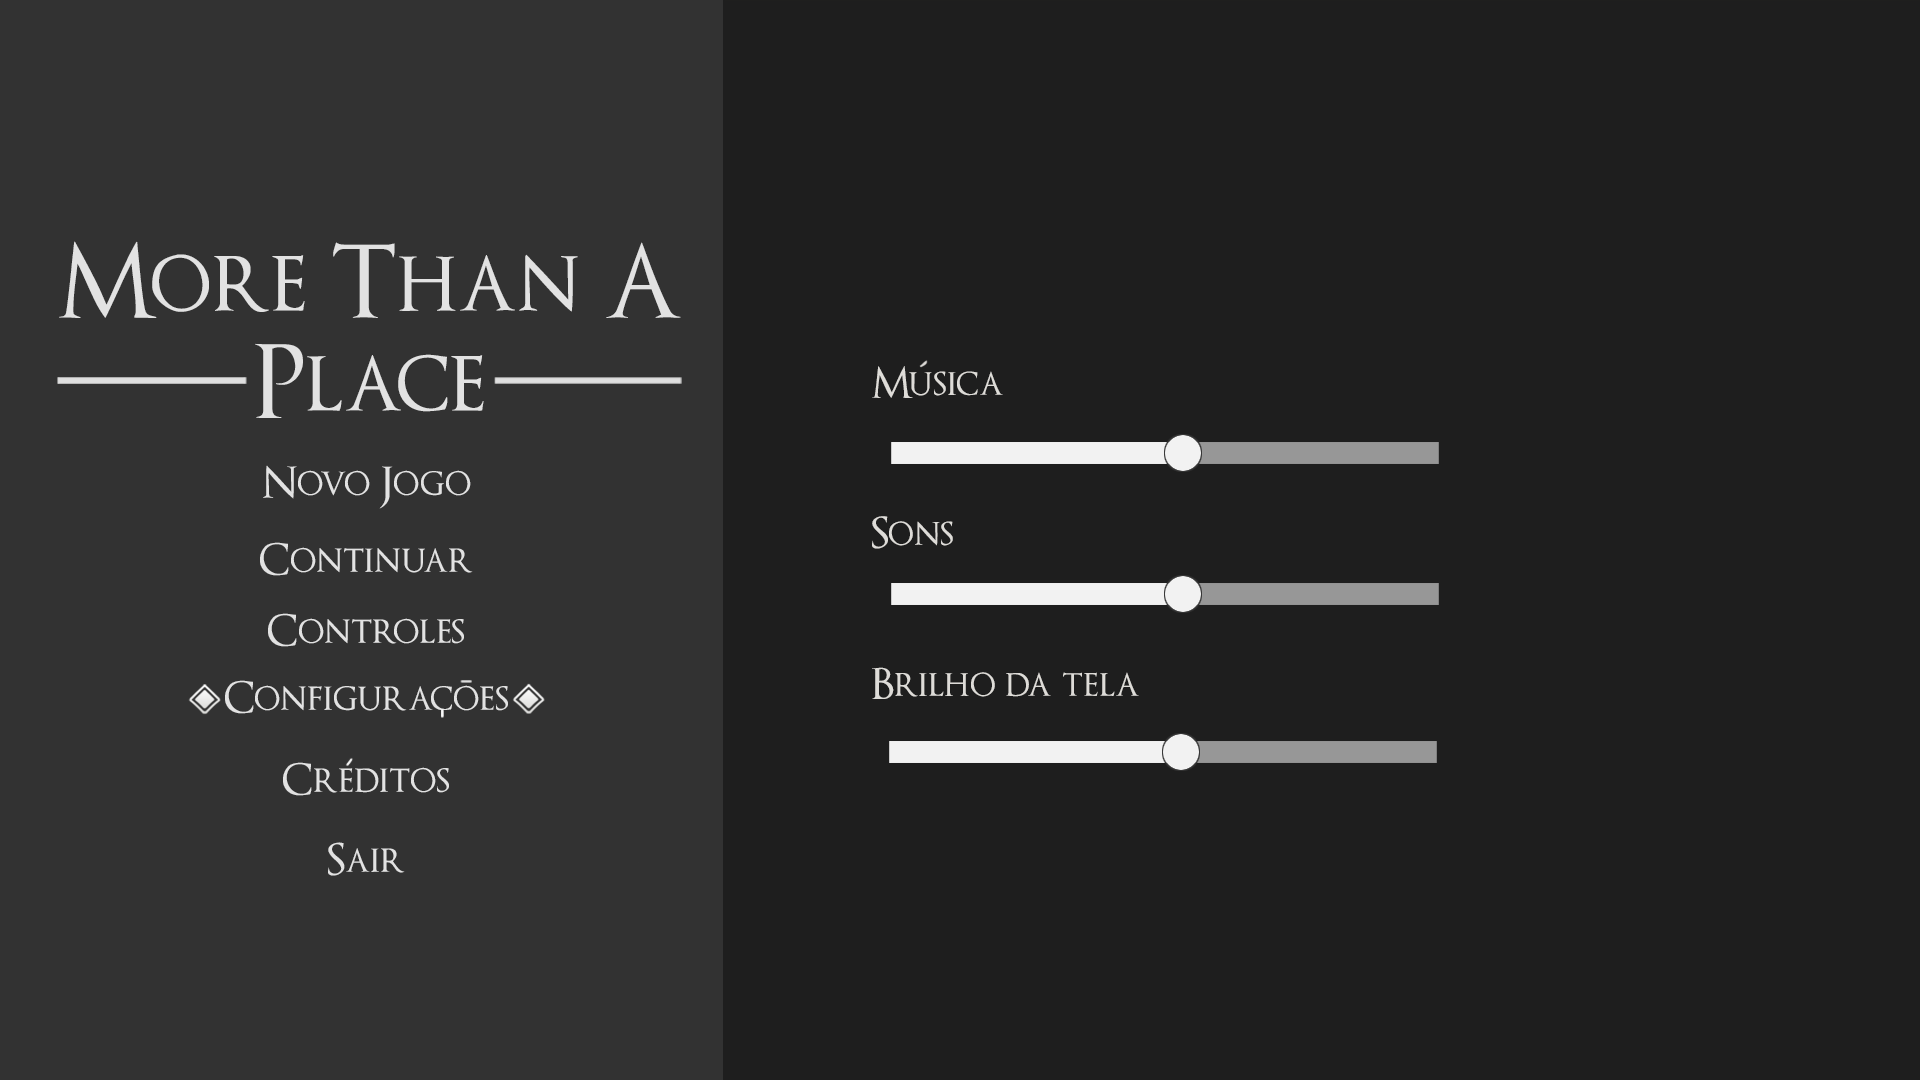 More Than A
Place
Novo Jogo
Continuar
Controles
Configurações
Créditos
Sair
Música
Sons
Brilho da tela